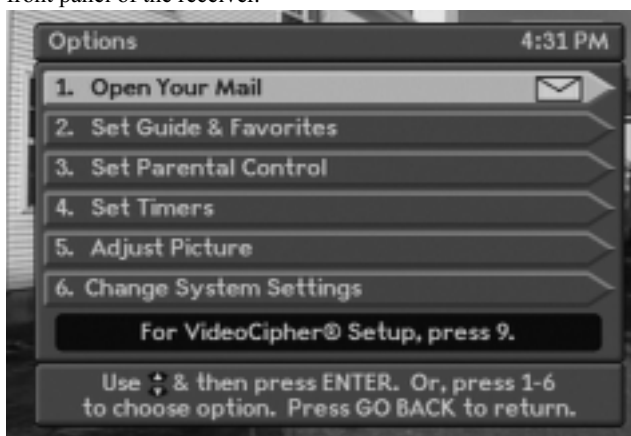 front panel of the receiver.
Options 4:31 PM
1. Open Your Mail
2. Set Guide & Favorites
3. Set Parental Control
4. Set Timers
5. Adjust Picture
6. Change System Settings
For VideoCipher® Setup, press 9.
Use & then press ENTER. Or, press 1-6
to choose option. Press GO BACK to return.